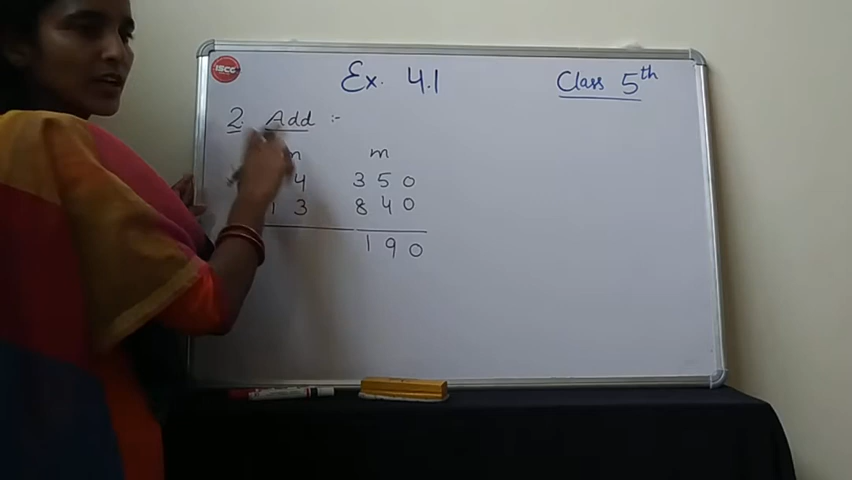 ISCG
Ex. 4.1
Class 5th
2. Add :-
m m
4 3 5 0
1 3 8 4 0
1 9 0